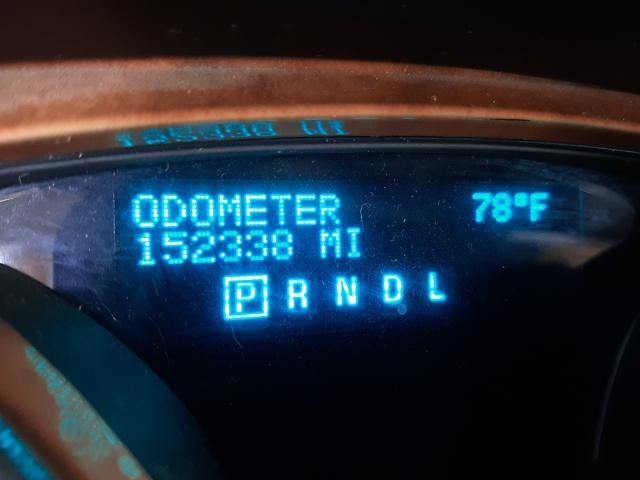 ODOMETER 78°F
152338 MI
P R N D L